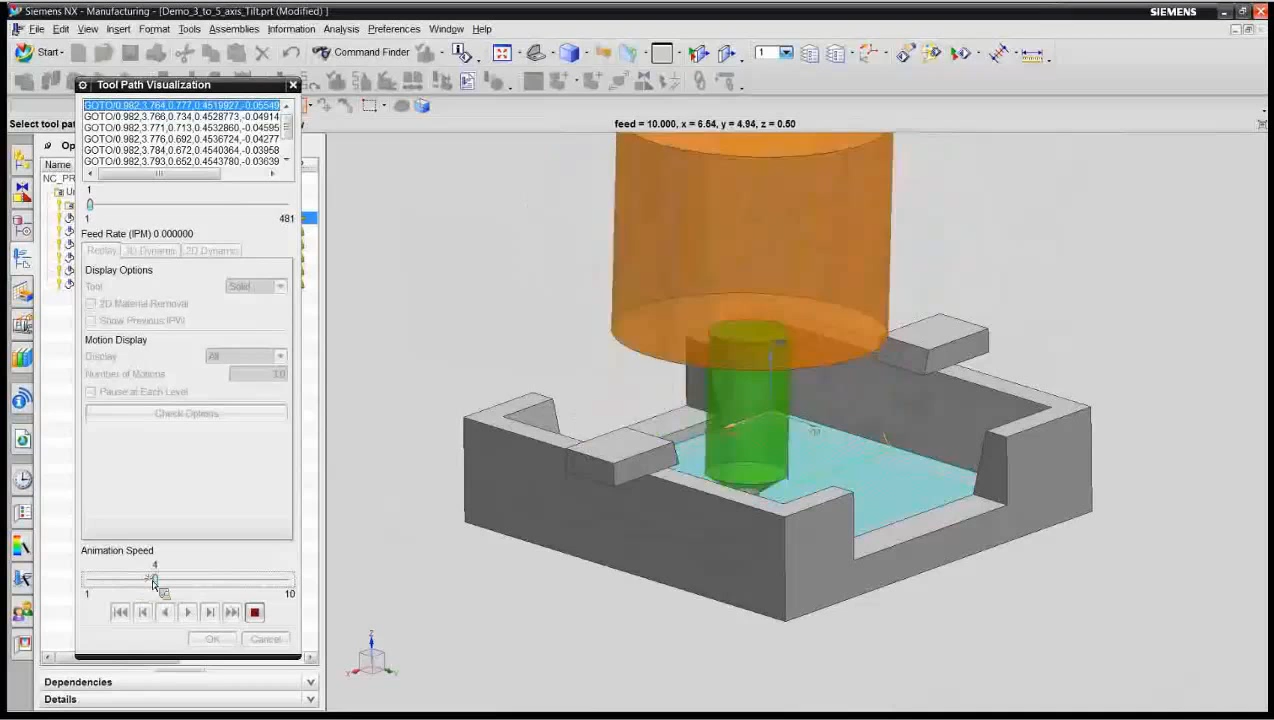 Siemens NX - Manufacturing - [Demo_3_to_5_axis_Tilt.prt (Modified) ]
SIEMENS
File Edit View Insert Format Tools Assemblies Information Analysis Preferences Window Help
Start
Command Finder
1
Tool Path Visualization
Select tool pat
feed = 10.000, x = 6.54, y = 4.94, z = 0.50
GOTO/0.982,3.764,0.777,0.4519927,-0.05549
GOTO/0.982,3.766,0.734,0.4528773,-0.04914
GOTO/0.982,3.771,0.713,0.4532860,-0.04595
GOTO/0.982,3.776,0.692,0.4536724,-0.04277
GOTO/0.982,3.784,0.672,0.4540364,-0.03958
GOTO/0.982,3.793,0.652,0.4543780,-0.03639
Op
Name
NC_PR
Un
1
1
481
Feed Rate (IPM) 0.000000
Replay 3D Dynamic 2D Dynamic
Display Options
Tool Solid
2D Material Removal
Show Previous IPW
Motion Display
Display All
Number of Motions 10
Pause at Each Level
Check Options
Animation Speed
4
1
10
OK Cancel
Z
X
Y
Dependencies
Details